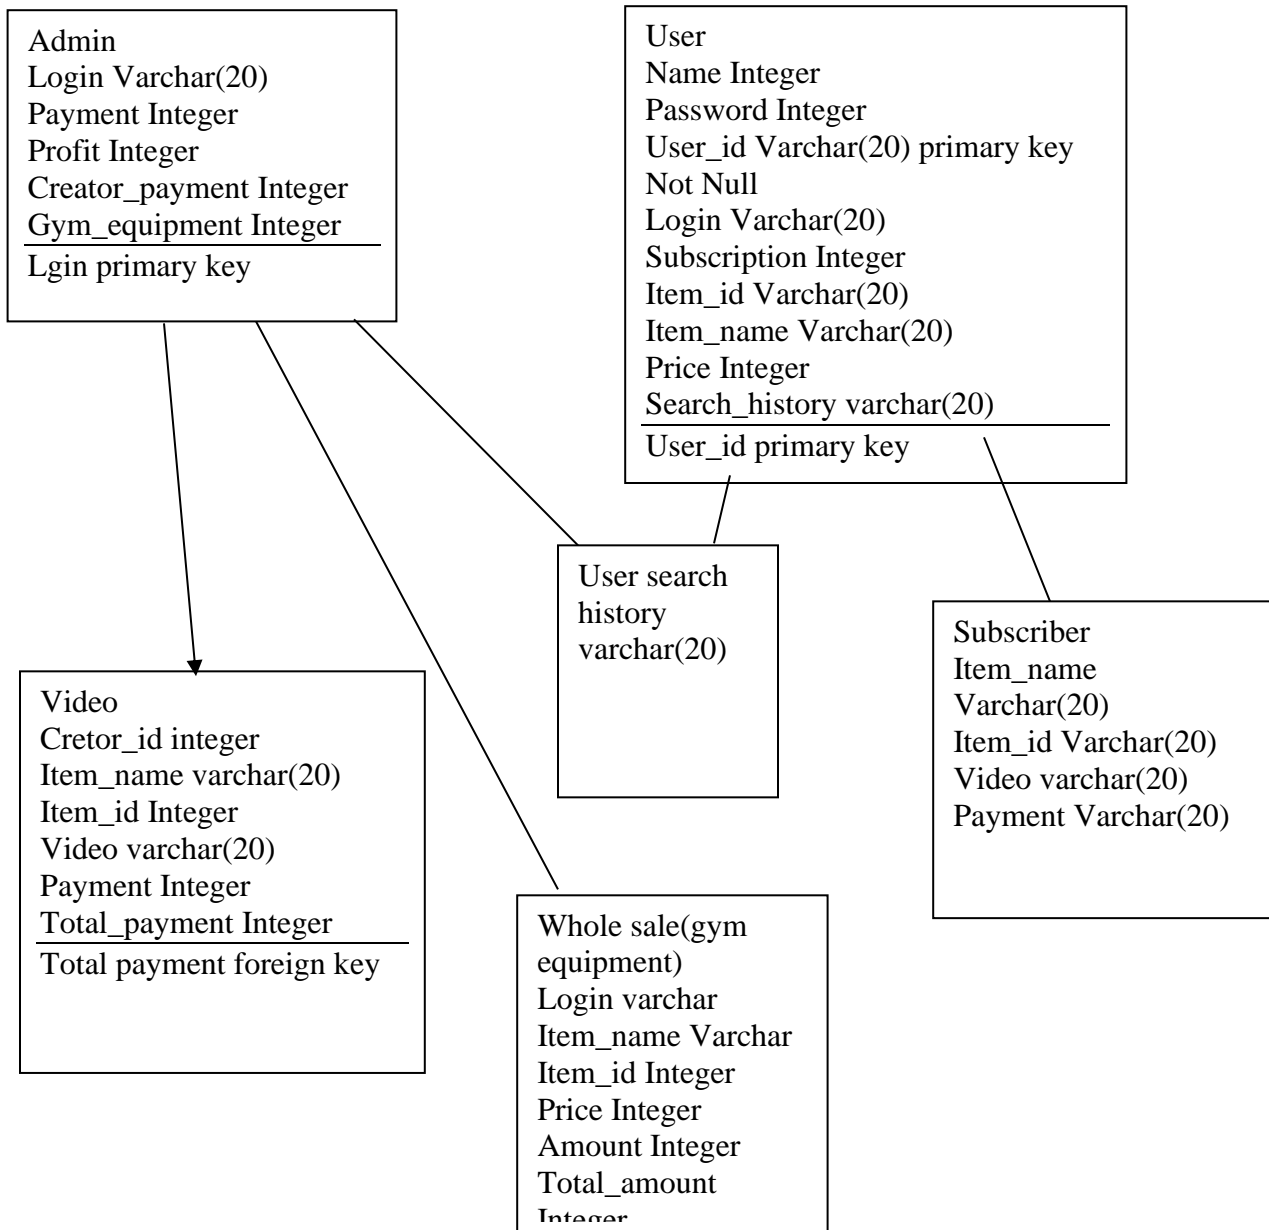 Admin
Login Varchar(20)
Payment Integer
Profit Integer
Creator_payment Integer
Gym_equipment Integer
Lgin primary key
User
Name Integer
Password Integer
User_id Varchar(20) primary key
Not Null
Login Varchar(20)
Subscription Integer
Item_id Varchar(20)
Item_name Varchar(20)
Price Integer
Search_history varchar(20)
User_id primary key
User search
history
varchar(20)
Subscriber
Item_name
Varchar(20)
Item_id Varchar(20)
Video varchar(20)
Payment Varchar(20)
Video
Cretor_id integer
Item_name varchar(20)
Item_id Integer
Video varchar(20)
Payment Integer
Total_payment Integer
Total payment foreign key
Whole sale(gym
equipment)
Login varchar
Item_name Varchar
Item_id Integer
Price Integer
Amount Integer
Total_amount
Integer